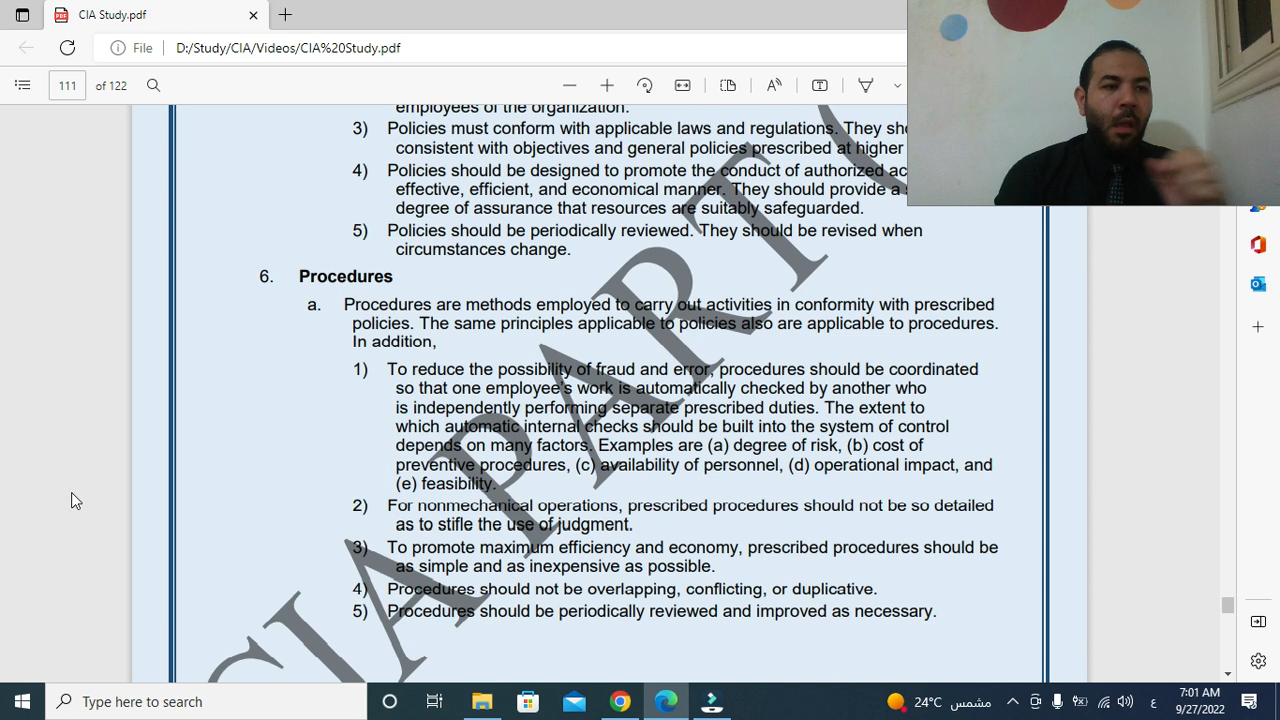 CIA Study.pdf
File D:/Study/CIA/Videos/CIA%20Study.pdf
111 of 122
employees of the organization.
3) Policies must conform with applicable laws and regulations. They
consistent with objectives and general policies prescribed at higher
4) Policies should be designed to promote the conduct of authorized
effective, efficient, and economical manner. They should provide a
degree of assurance that resources are suitably safeguarded.
5) Policies should be periodically reviewed. They should be revised when
circumstances change.
6. Procedures
a. Procedures are methods employed to carry out activities in conformity with prescribed
policies. The same principles applicable to policies also are applicable to procedures.
In addition,
1) To reduce the possibility of fraud and error, procedures should be coordinated
so that one employee's work is automatically checked by another who
is independently performing separate prescribed duties. The extent to
which automatic internal checks should be built into the system of control
depends on many factors. Examples are (a) degree of risk, (b) cost of
preventive procedures, (c) availability of personnel, (d) operational impact, and
(e) feasibility.
2) For nonmechanical operations, prescribed procedures should not be so detailed
as to stifle the use of judgment.
3) To promote maximum efficiency and economy, prescribed procedures should be
as simple and as inexpensive as possible.
4) Procedures should not be overlapping, conflicting, or duplicative.
5) Procedures should be periodically reviewed and improved as necessary.
CIA PART
Type here to search
24°C مشمس
ع
7:01 AM
9/27/2022